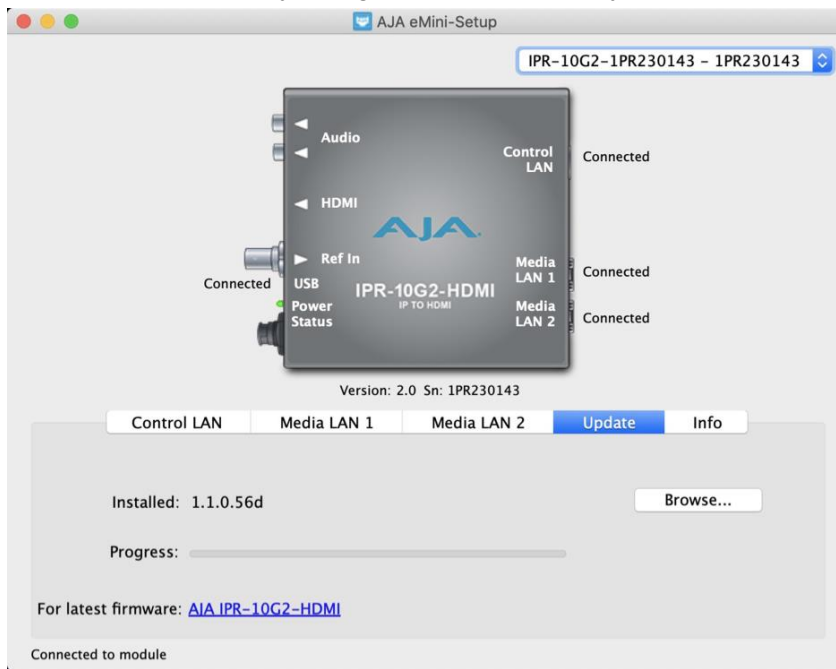 AJA eMini-Setup
IPR-10G2-1PR230143 - 1PR230143
Audio
Control
LAN
Connected
HDMI
AJA
Ref In
Connected
USB
IPR-10G2-HDMI
IP TO HDMI
Media
LAN 1
Connected
Power
Status
Media
LAN 2
Connected
Version: 2.0 Sn: 1PR230143
Control LAN Media LAN 1 Media LAN 2 Update Info
Installed: 1.1.0.56d Browse...
Progress:
For latest firmware: AJA IPR-10G2-HDMI
Connected to module